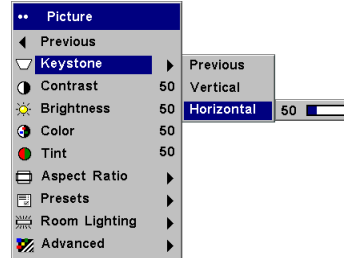 Picture
Previous
Keystone Previous
Contrast 50 Vertical
Brightness 50 Horizontal 50
Color 50
Tint 50
Aspect Ratio
Presets
Room Lighting
Advanced